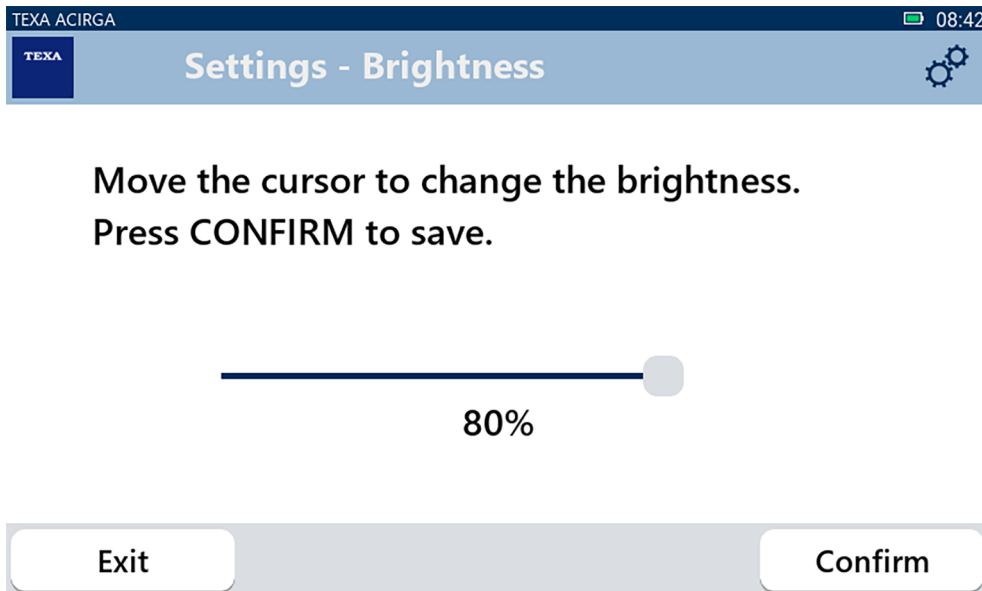 TEXA ACIRGA 08:42
TEXA
Settings - Brightness
Move the cursor to change the brightness.
Press CONFIRM to save.
80%
Exit Confirm